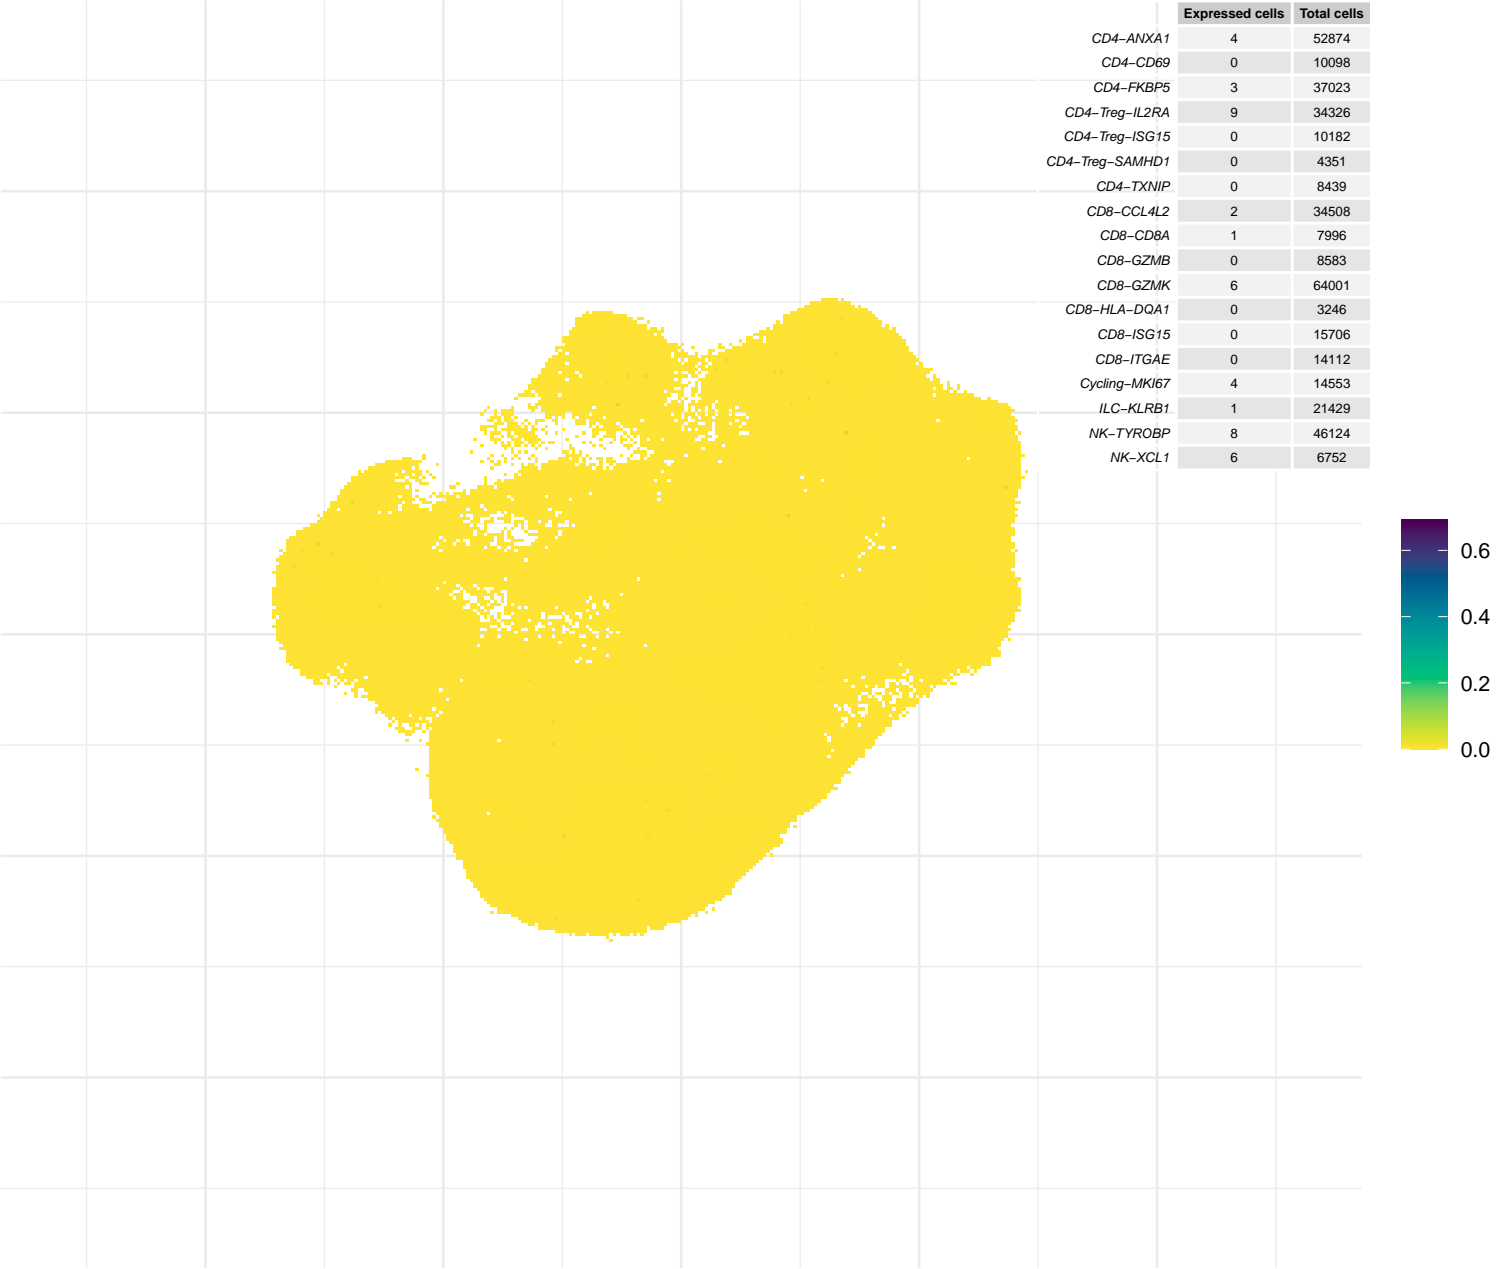 Expressed cells Total cells
CD4−ANXA1 4 52874
CD4−CD69 0 10098
CD4−FKBP5 3 37023
CD4−Treg−IL2RA 9 34326
CD4−Treg−ISG15 0 10182
CD4−Treg−SAMHD1 0 4351
CD4−TXNIP 0 8439
CD8−CCL4L2 2 34508
CD8−CD8A 1 7996
CD8−GZMB 0 8583
CD8−GZMK 6 64001
CD8−HLA−DQA1 0 3246
CD8−ISG15 0 15706
CD8−ITGAE 0 14112
Cycling−MKI67 4 14553
ILC−KLRB1 1 21429
NK−TYROBP 8 46124
NK−XCL1 6 6752
0.6
0.4
0.2
0.0